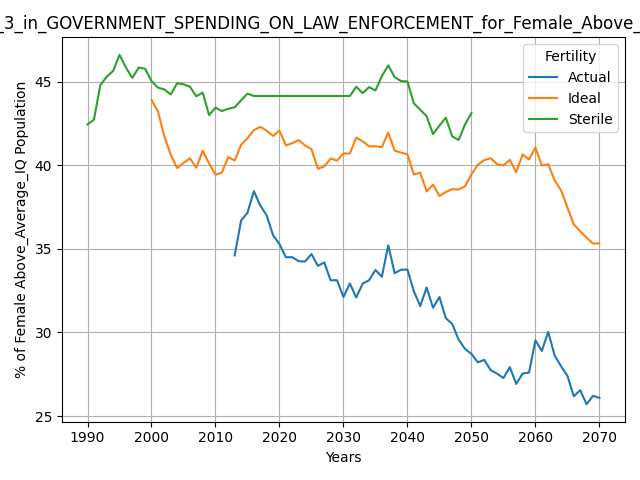 _3_in_GOVERNMENT_SPENDING_ON_LAW_ENFORCEMENT_for_Female_Above_
Fertility
Actual
Ideal
Sterile
% of Female Above_Average_IQ Population
45
40
35
30
25
1990 2000 2010 2020 2030 2040 2050 2060 2070
Years